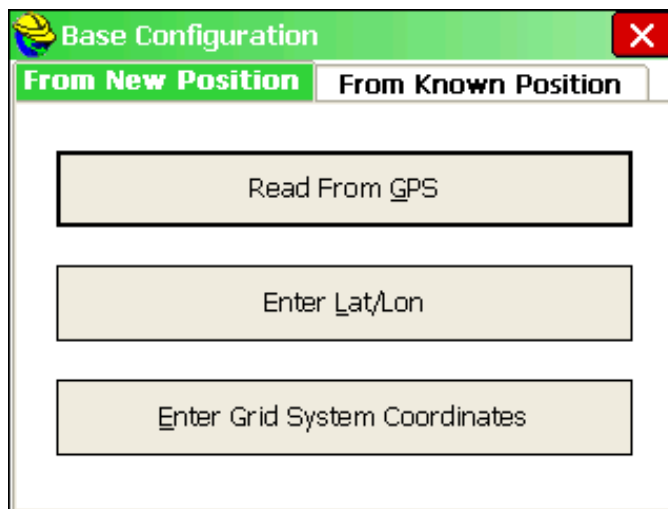 Base Configuration
From New Position
From Known Position
Read From GPS
Enter Lat/Lon
Enter Grid System Coordinates